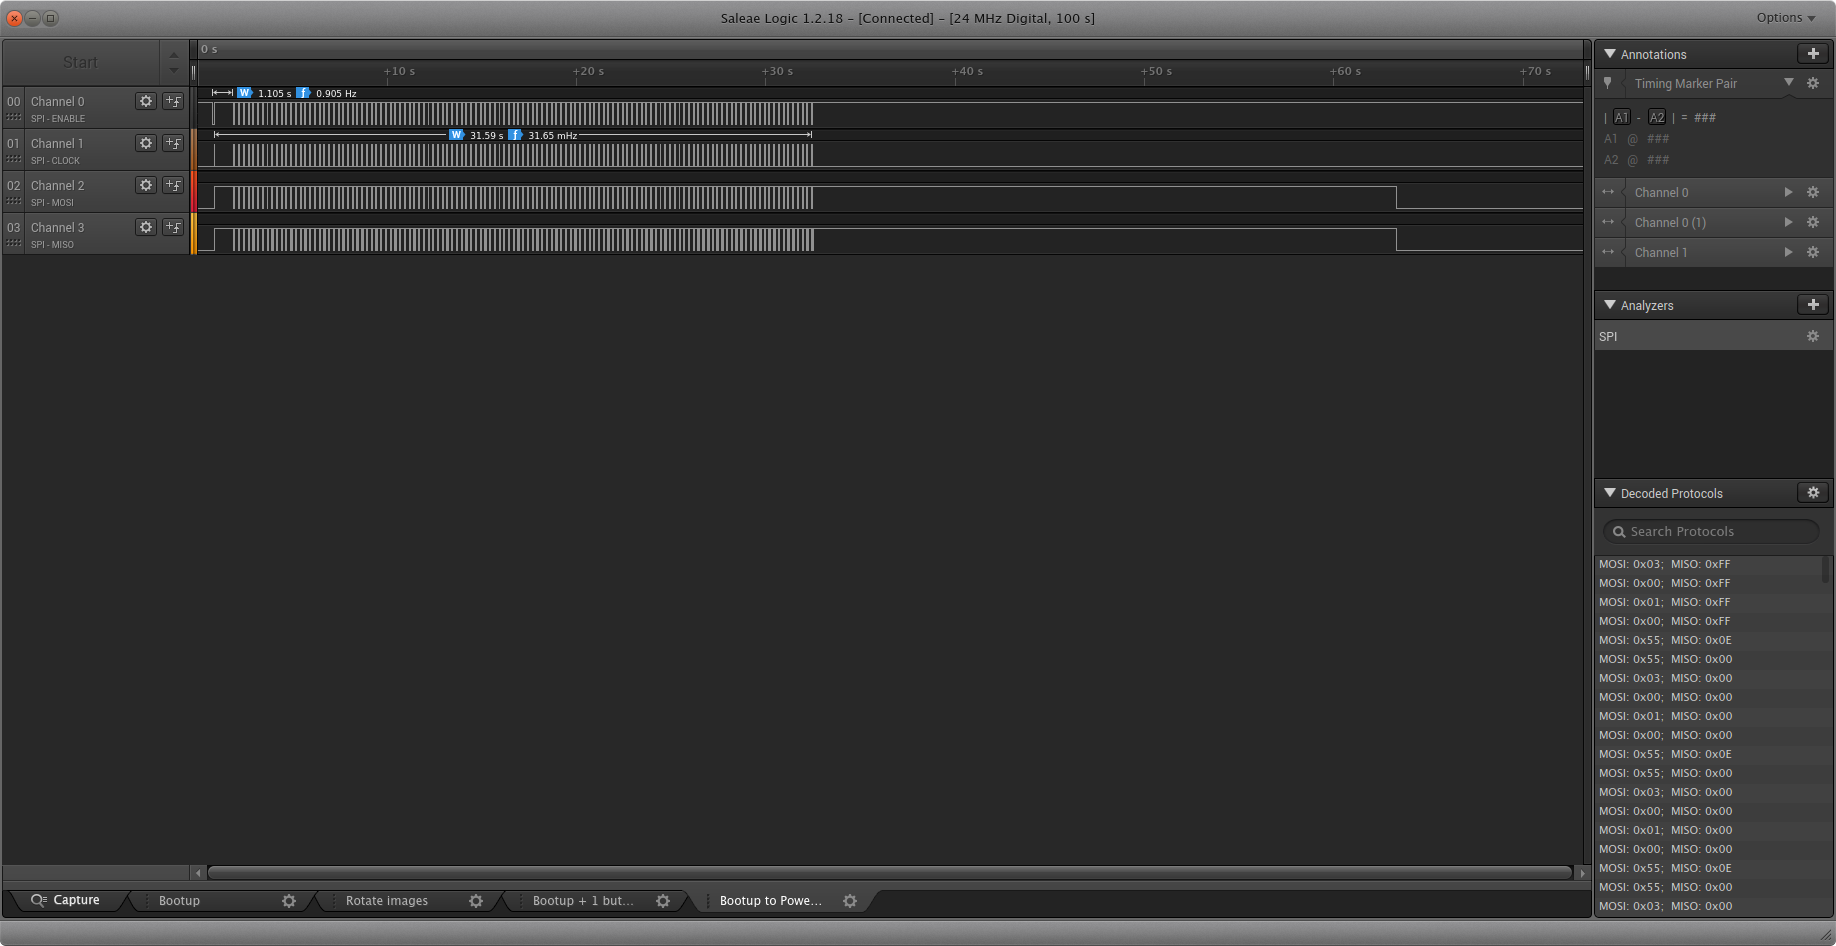 Saleae Logic 1.2.18 - [Connected] - [24 MHz Digital, 100 s]
Options
Start
0 s
+10 s +20 s +30 s +40 s +50 s +60 s +70 s
00 Channel 0
SPI - ENABLE
W 1.105 s f 0.905 Hz
01 Channel 1
SPI - CLOCK
W 31.59 s f 31.65 mHz
02 Channel 2
SPI - MOSI
03 Channel 3
SPI - MISO
Annotations
Timing Marker Pair
| A1 - A2 | = ###
A1 @ ###
A2 @ ###
Channel 0
Channel 0 (1)
Channel 1
Analyzers
SPI
Decoded Protocols
Search Protocols
MOSI: 0x03; MISO: 0xFF
MOSI: 0x00; MISO: 0xFF
MOSI: 0x01; MISO: 0xFF
MOSI: 0x00; MISO: 0xFF
MOSI: 0x55; MISO: 0x0E
MOSI: 0x55; MISO: 0x00
MOSI: 0x03; MISO: 0x00
MOSI: 0x00; MISO: 0x00
MOSI: 0x01; MISO: 0x00
MOSI: 0x00; MISO: 0x00
MOSI: 0x55; MISO: 0x0E
MOSI: 0x55; MISO: 0x00
MOSI: 0x03; MISO: 0x00
MOSI: 0x00; MISO: 0x00
MOSI: 0x01; MISO: 0x00
MOSI: 0x00; MISO: 0x00
MOSI: 0x55; MISO: 0x0E
MOSI: 0x55; MISO: 0x00
MOSI: 0x03; MISO: 0x00
Capture
Bootup
Rotate images
Bootup + 1 but...
Bootup to Powe...